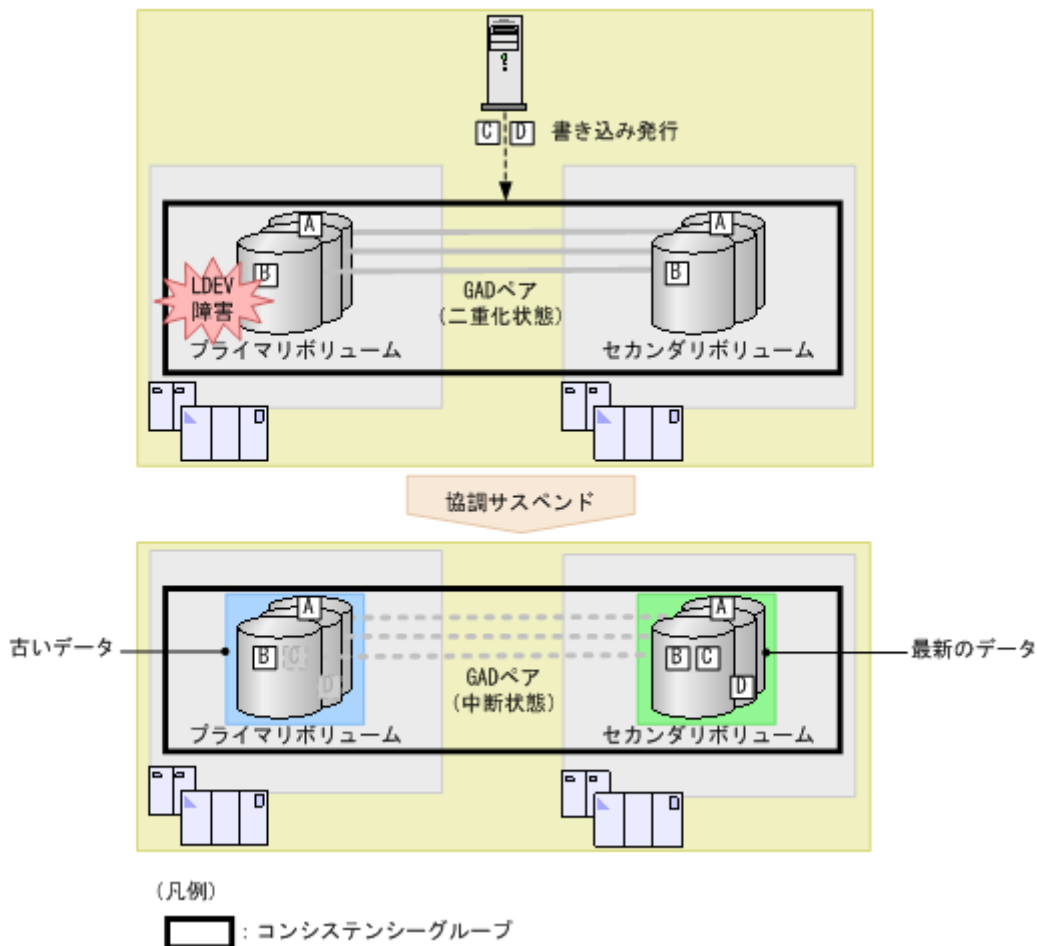 C D 書き込み発行
A
A
B
B
LDEV
障害
GADペア
(二重化状態)
プライマリボリューム
セカンダリボリューム
協調サスペンド
A
A
古いデータ
B C
B C
最新のデータ
D
D
GADペア
(中断状態)
プライマリボリューム
セカンダリボリューム
(凡例)
：コンシステンシーグループ